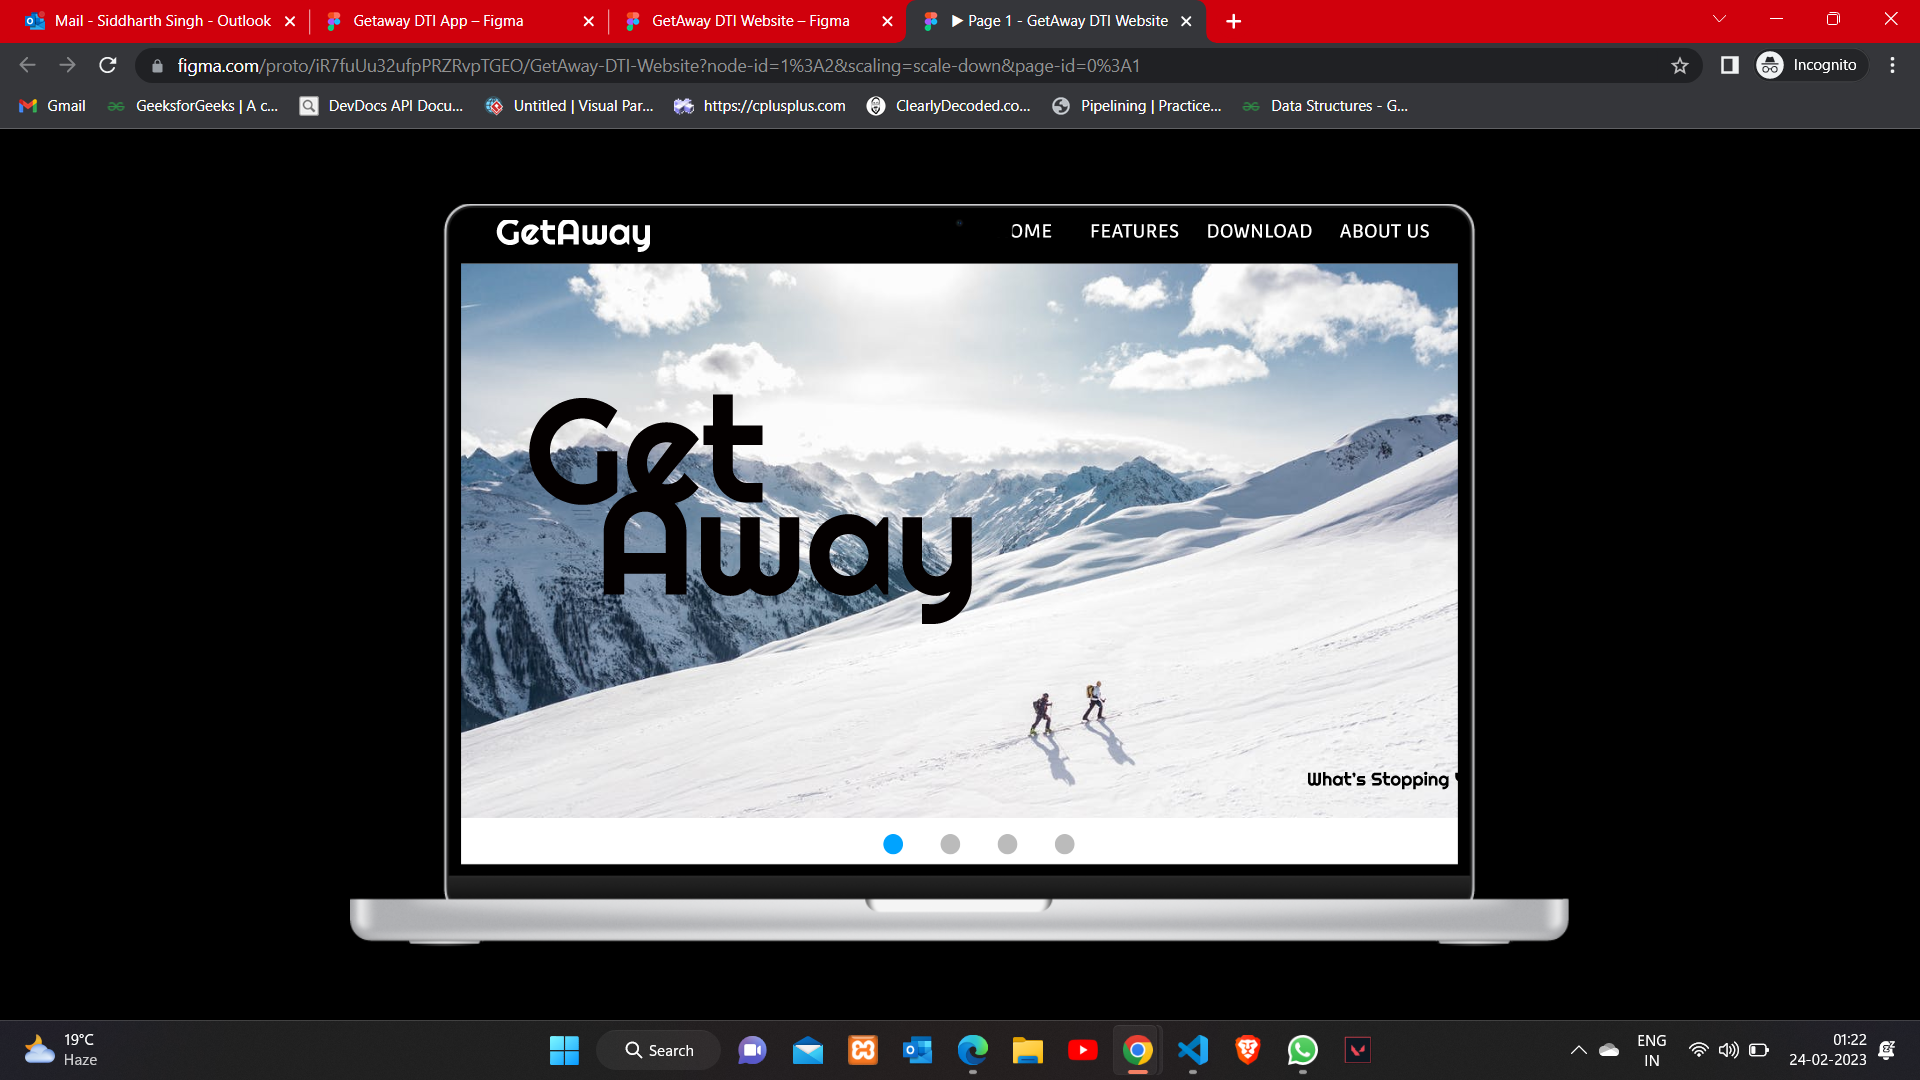 Mail - Siddharth Singh - Outlook
Getaway DTI App – Figma
GetAway DTI Website – Figma
▶ Page 1 - GetAway DTI Website
figma.com/proto/iR7fuUu32ufpPRZRvpTGEO/GetAway-DTI-Website?node-id=1%3A2&scaling=scale-down&page-id=0%3A1
Incognito
Gmail
GeeksforGeeks | A c...
DevDocs API Docu...
Untitled | Visual Par...
https://cplusplus.com
ClearlyDecoded.co...
Pipelining | Practice...
Data Structures - G...
GetAway
OME
FEATURES
DOWNLOAD
ABOUT US
Get
Away
What's Stopping
19°C
Haze
Search
ENG
IN
01:22
24-02-2023